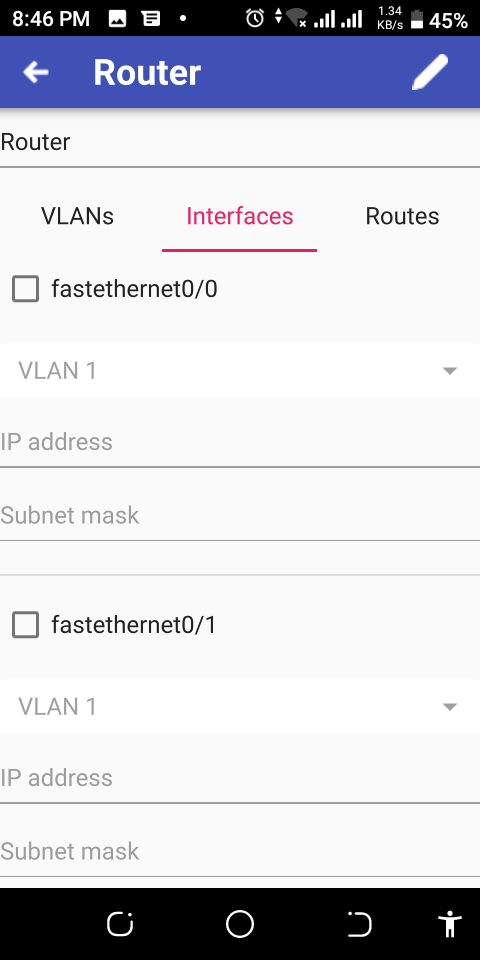 8:46 PM 1.34 KB/s 45%
Router
Router
VLANs Interfaces Routes
fastethernet0/0
VLAN 1
IP address
Subnet mask
fastethernet0/1
VLAN 1
IP address
Subnet mask